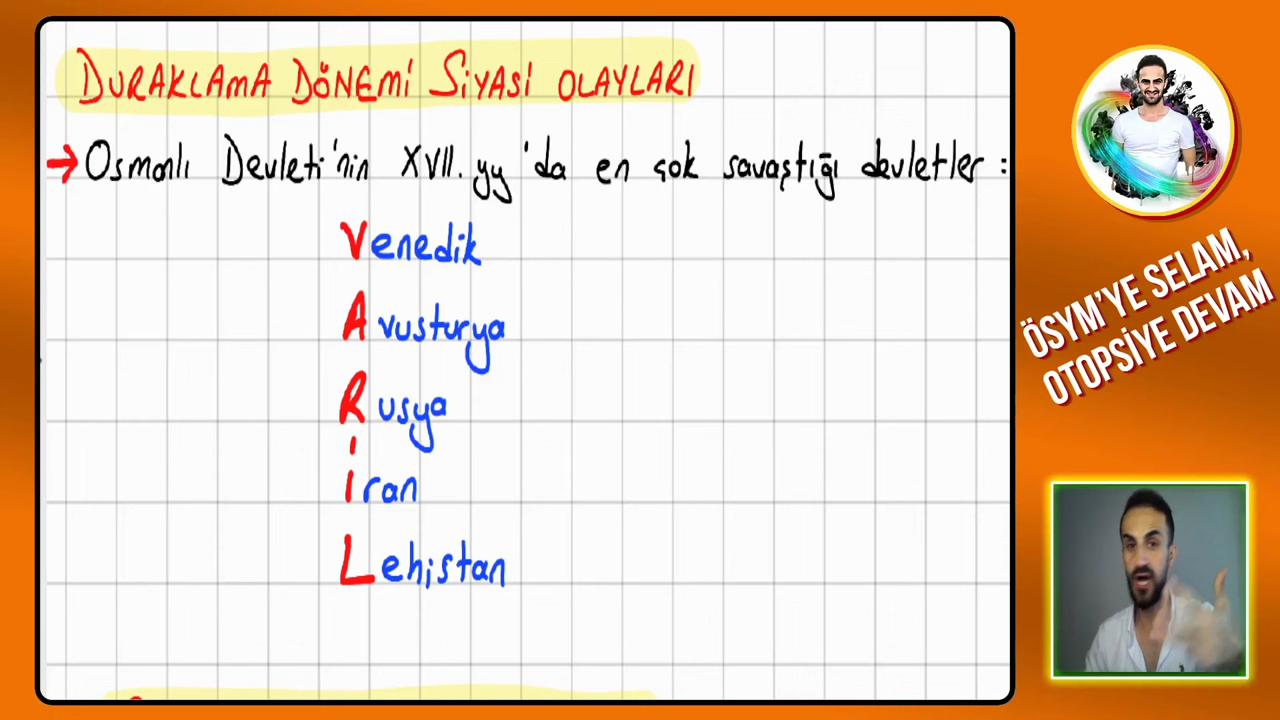 DURAKLAMA DÖNEMİ SİYASİ OLAYLARI
→ Osmanlı Devleti'nin XVII. yy'da en çok savaştığı devletler :
Venedik
Avusturya
Rusya
İran
Lehistan
ÖSYM'YE SELAM,
OTOPSİYE DEVAM